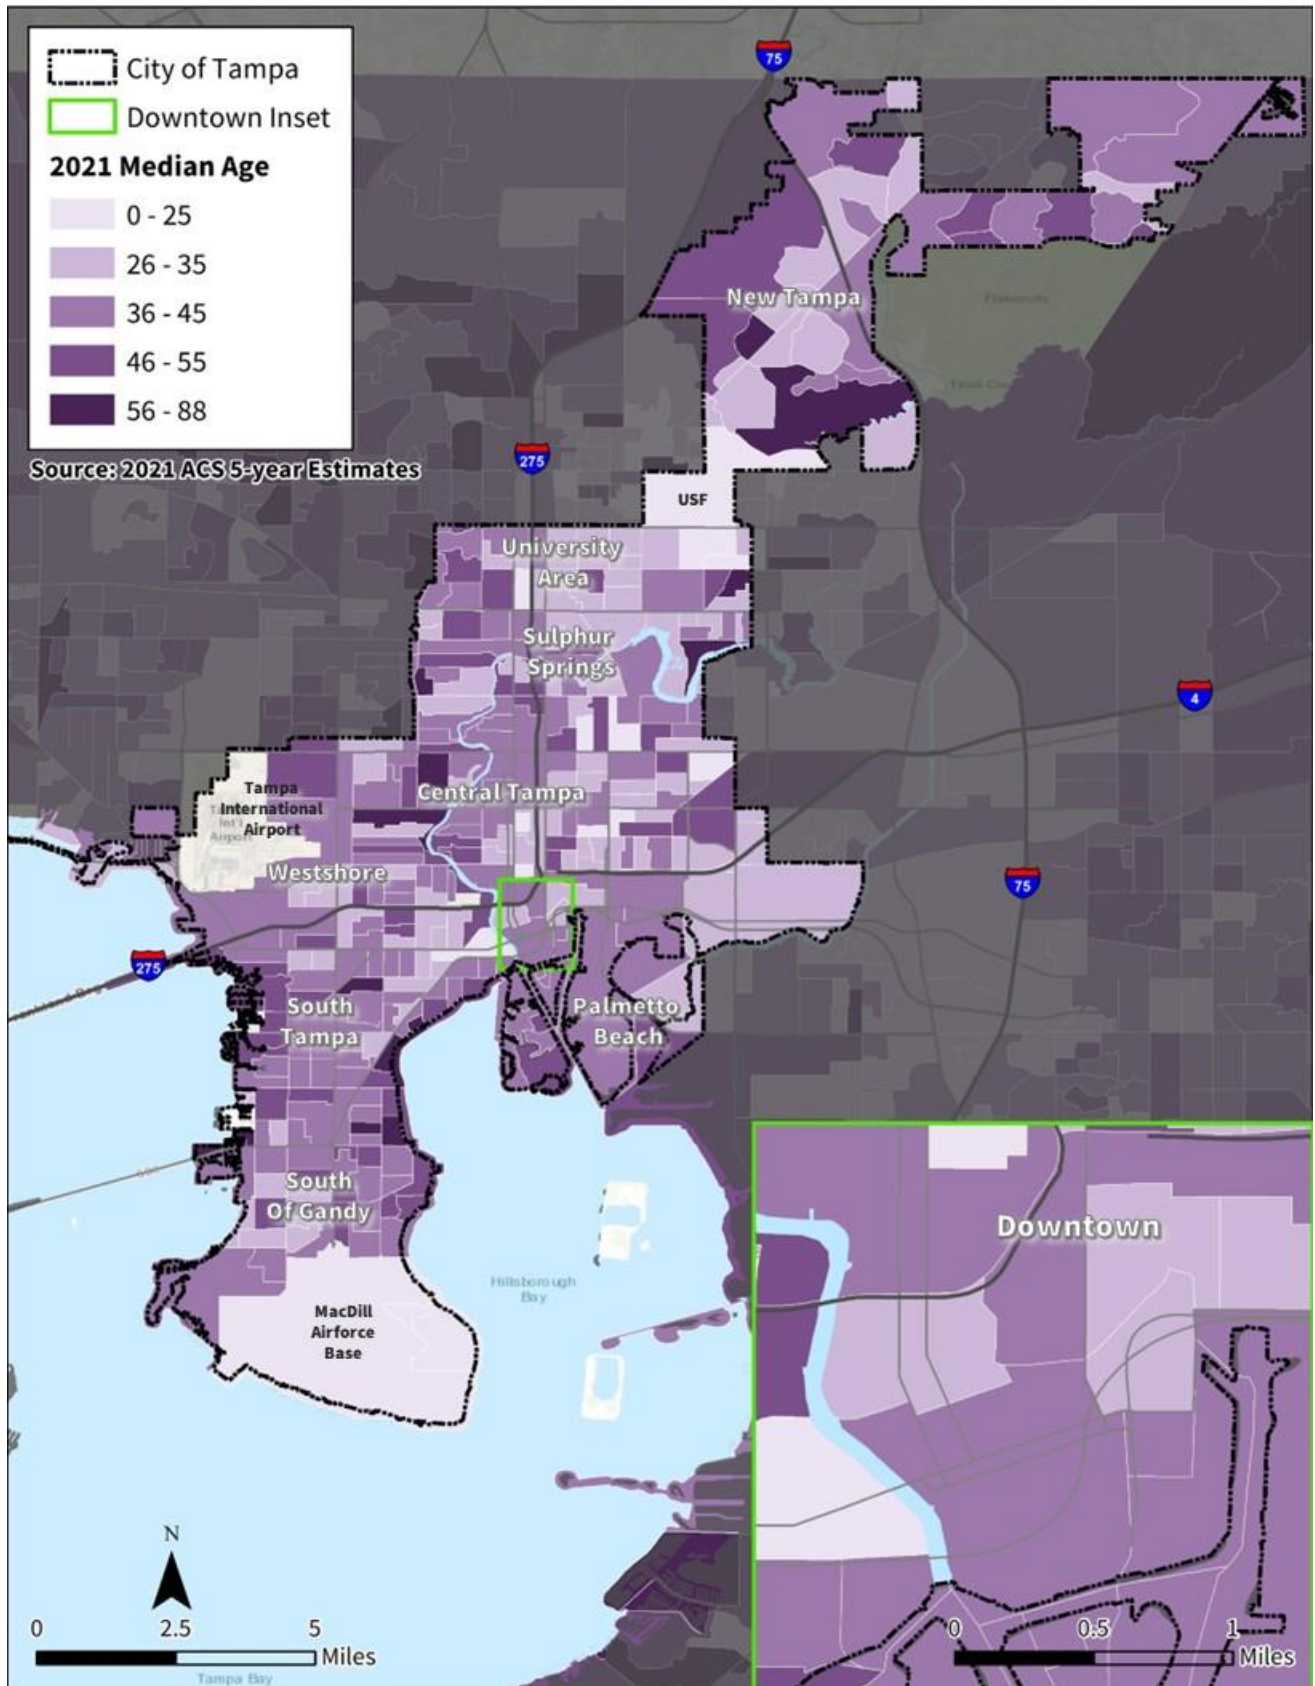 City of Tampa
Downtown Inset
2021 Median Age
0 - 25
26 - 35
36 - 45
46 - 55
56 - 88
Source: 2021 ACS 5-year Estimates
75
New Tampa
275
USF
University
Area
Sulphur
Springs
4
Tampa
International
Airport
Central Tampa
Westshore
75
275
South
Tampa
Palmetto
Beach
South
Of Gandy
MacDill
Airforce
Base
Hillsborough
Bay
Downtown
N
0 2.5 5
Miles
Tampa Bay
0 0.5 1
Miles